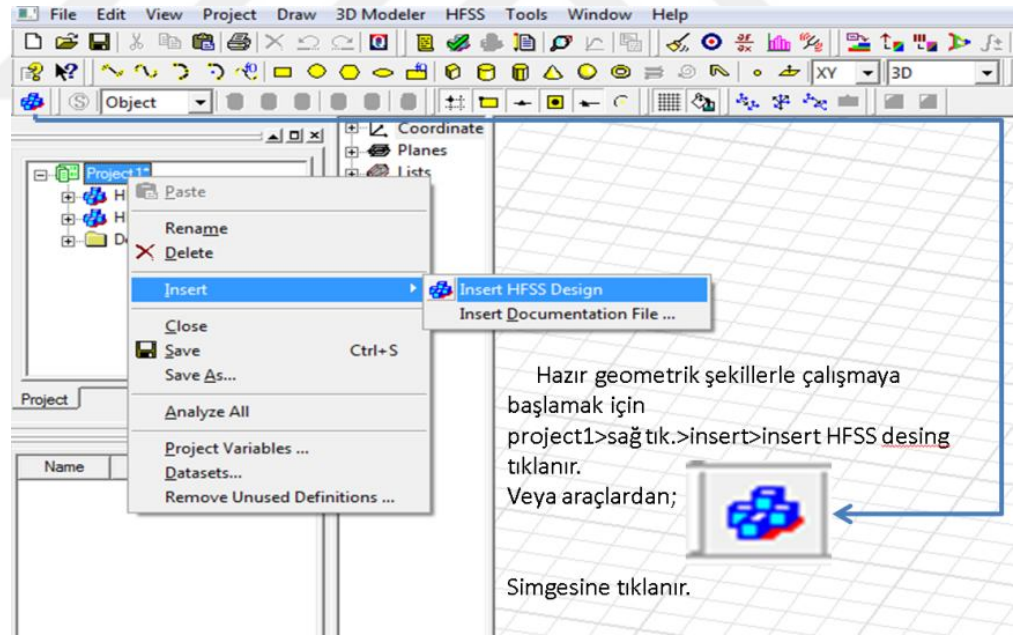 File Edit View Project Draw 3D Modeler HFSS Tools Window Help
XY 3D
Object
Coordinate
Planes
Lists
Project1*
H
H
De
Paste
Rename
Delete
Insert
Insert HFSS Design
Insert Documentation File ...
Close
Save Ctrl+S
Save As...
Analyze All
Project Variables ...
Datasets...
Remove Unused Definitions ...
Project
Name
Hazır geometrik şekillerle çalışmaya
başlamak için
project1>sağ tık.>insert>insert HFSS desing
tıklanır.
Veya araçlardan;
Simgesine tıklanır.